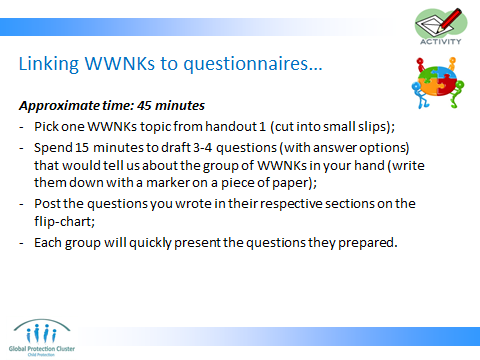 ACTIVITY
Linking WWNKs to questionnaires…
Approximate time: 45 minutes
- Pick one WWNKs topic from handout 1 (cut into small slips);
- Spend 15 minutes to draft 3-4 questions (with answer options)
that would tell us about the group of WWNKs in your hand (write
them down with a marker on a piece of paper);
- Post the questions you wrote in their respective sections on the
flip-chart;
- Each group will quickly present the questions they prepared.
Global Protection Cluster
Child Protection